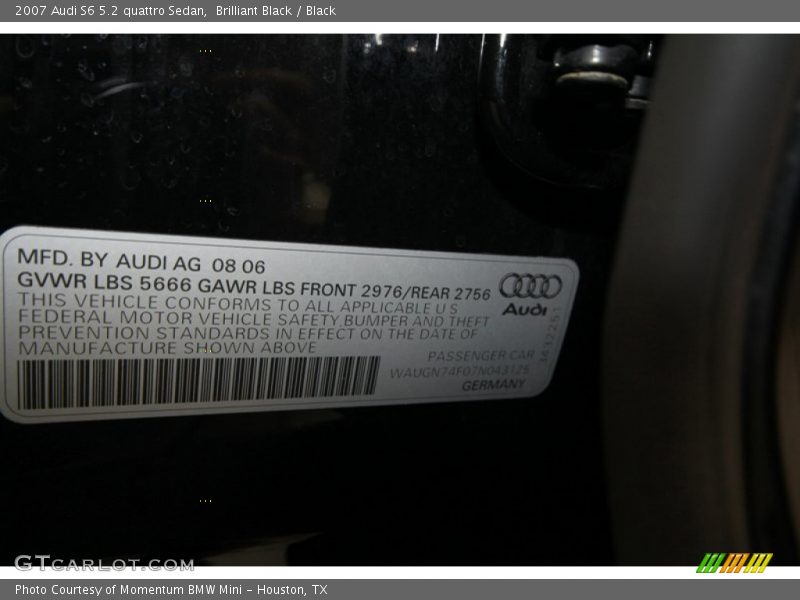 2007 Audi S6 5.2 quattro Sedan,  Brilliant Black / Black
MFD. BY AUDI AG 08 06
GVWR LBS 5666 GAWR LBS FRONT 2976/REAR 2756
THIS VEHICLE CONFORMS TO ALL APPLICABLE U S
FEDERAL MOTOR VEHICLE SAFETY,BUMPER AND THEFT
PREVENTION STANDARDS IN EFFECT ON THE DATE OF
MANUFACTURE SHOWN ABOVE
Audi
PASSENGER CAR
WAUGN74F07N043125
GERMANY
GTCARLOT.COM
Photo Courtesy of Momentum BMW Mini - Houston, TX